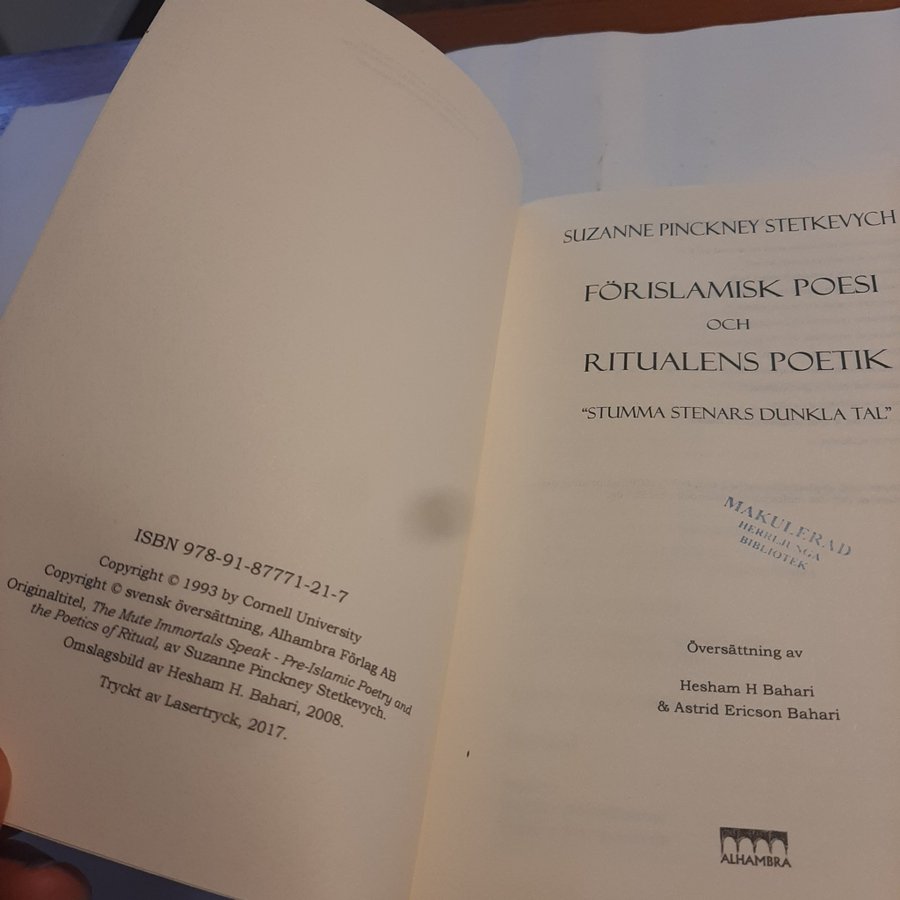 ISBN 978-91-87771-21-7
Copyright © 1993 by Cornell University
Copyright © svensk översättning, Alhambra Förlag AB
Originaltitel, The Mute Immortals Speak - Pre-Islamic Poetry and
the Poetics of Ritual, av Suzanne Pinckney Stetkevych.
Omslagsbild av Hesham H. Bahari, 2008.
Tryckt av Lasertryck, 2017.
SUZANNE PINCKNEY STETKEVYCH
FÖRISLAMISK POESI
OCH
RITUALENS POETIK
“STUMMA STENARS DUNKLA TAL”
MAKULERAD
HERRLJUNGA
BIBLIOTEK
Översättning av
Hesham H Bahari
& Astrid Ericson Bahari
ALHAMBRA